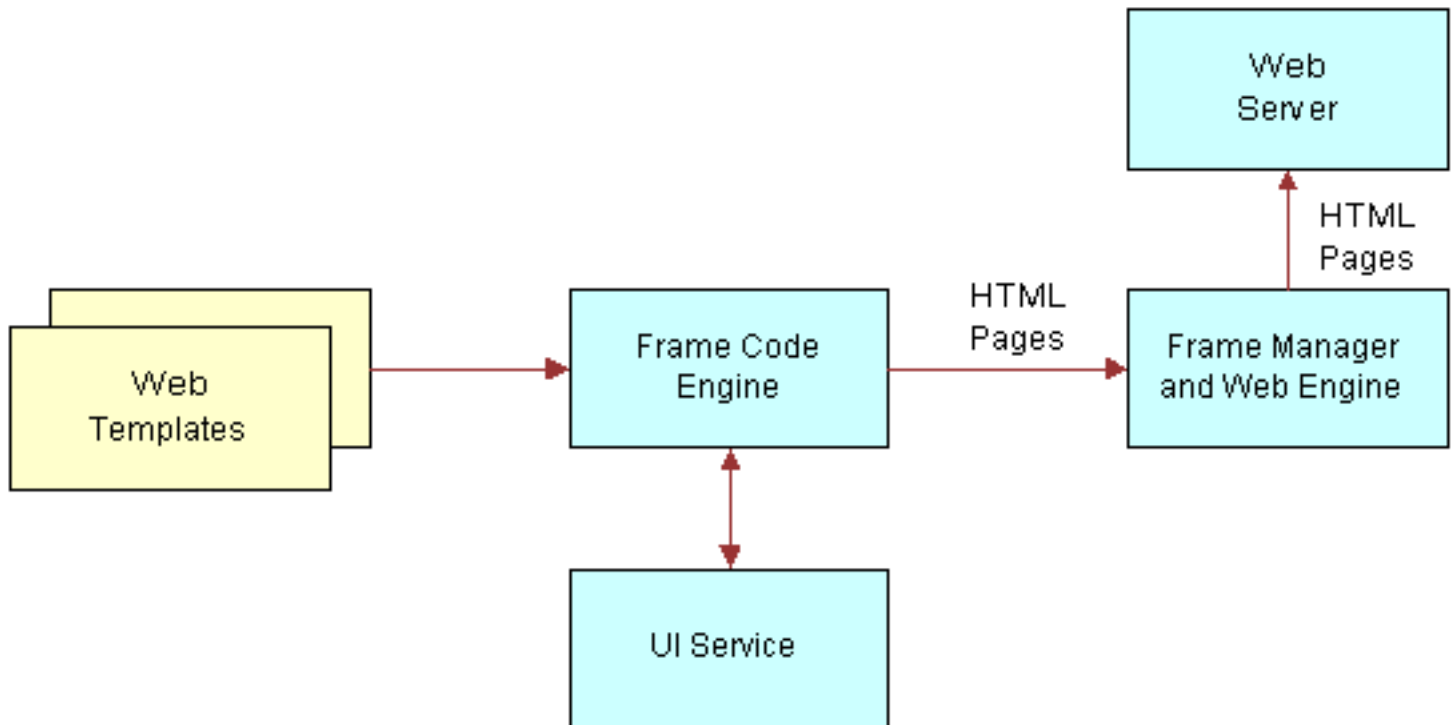 Web
Server
HTML
Pages
HTML
Pages
Web
Templates
Frame Code
Engine
Frame Manager
and Web Engine
UI Service